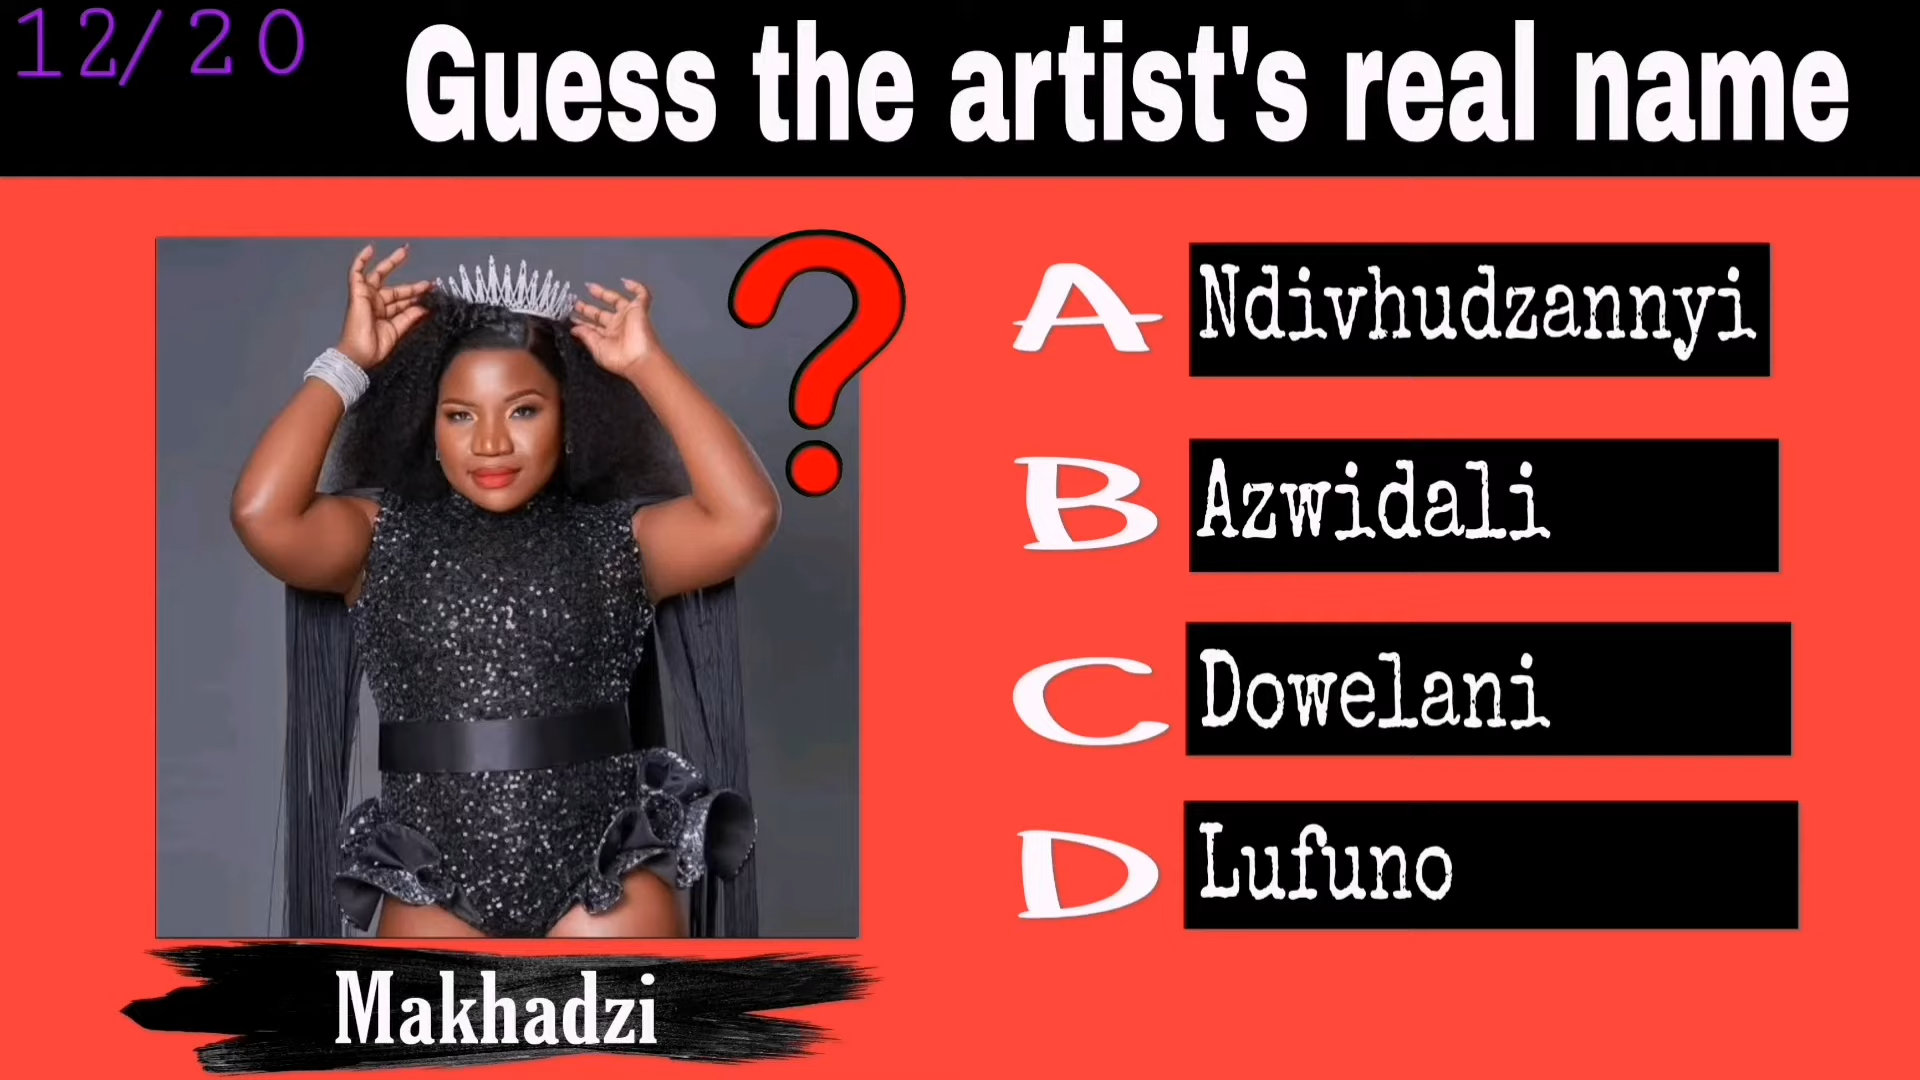 12/20
Guess the artist's real name
A Ndivhudzannyi
B Azwidali
C Dowelani
D Lufuno
Makhadzi